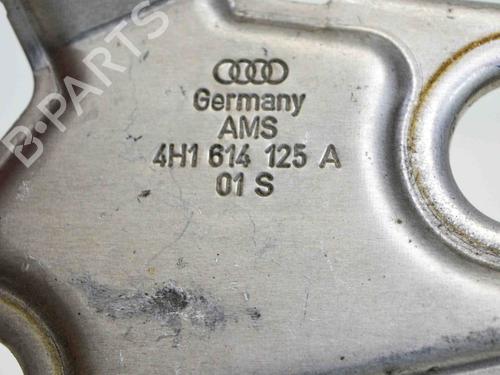 B-PARTS
Germany
AMS
4H1 614 125 A
01 S